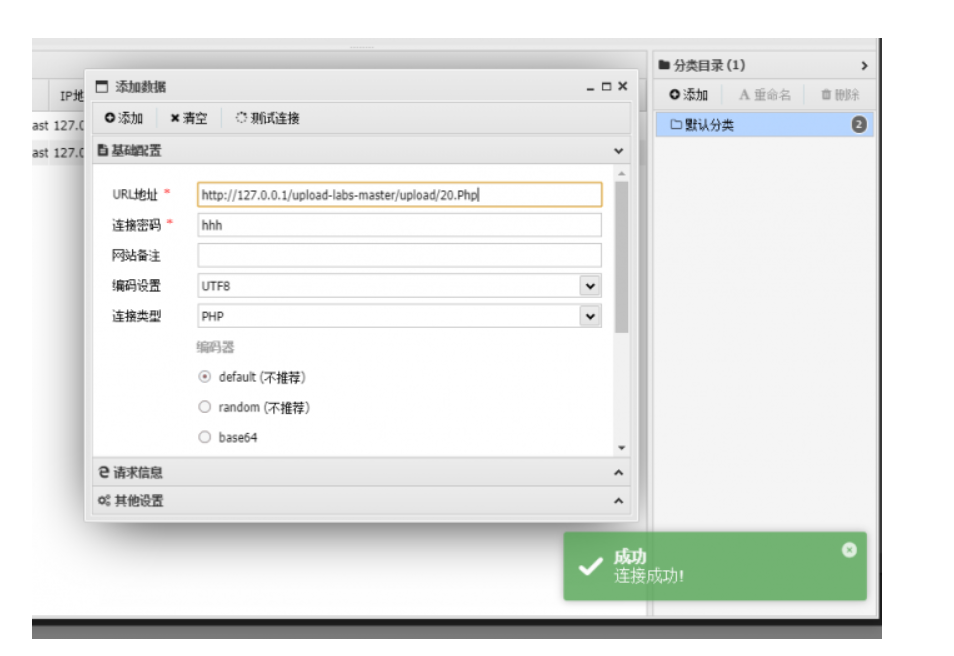 分类目录 (1)
添加 重命名 删除
默认分类 2
IP地
ast 127.0
ast 127.0
添加数据
添加 清空 测试连接
基础配置
URL地址 * http://127.0.0.1/upload-labs-master/upload/20.Php
连接密码 * hhh
网站备注
编码设置 UTF8
连接类型 PHP
编码器
default (不推荐)
random (不推荐)
base64
请求信息
其他设置
成功
连接成功!